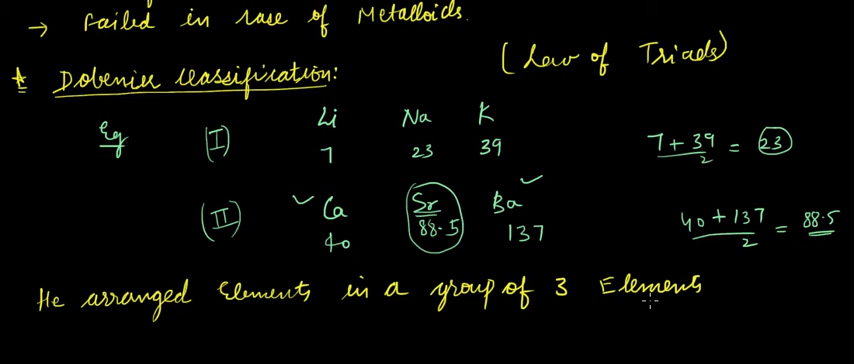 → Failed in case of Metalloids.
* Dobenier classification: (Law of Triads)
Eg (I) Li Na K
7 23 39 7 + 39 / 2 = 23
(II) ✓ Ca Sr Ba ✓
40 88.5 137 40 + 137 / 2 = 88.5
He arranged Elements in a group of 3 Elements